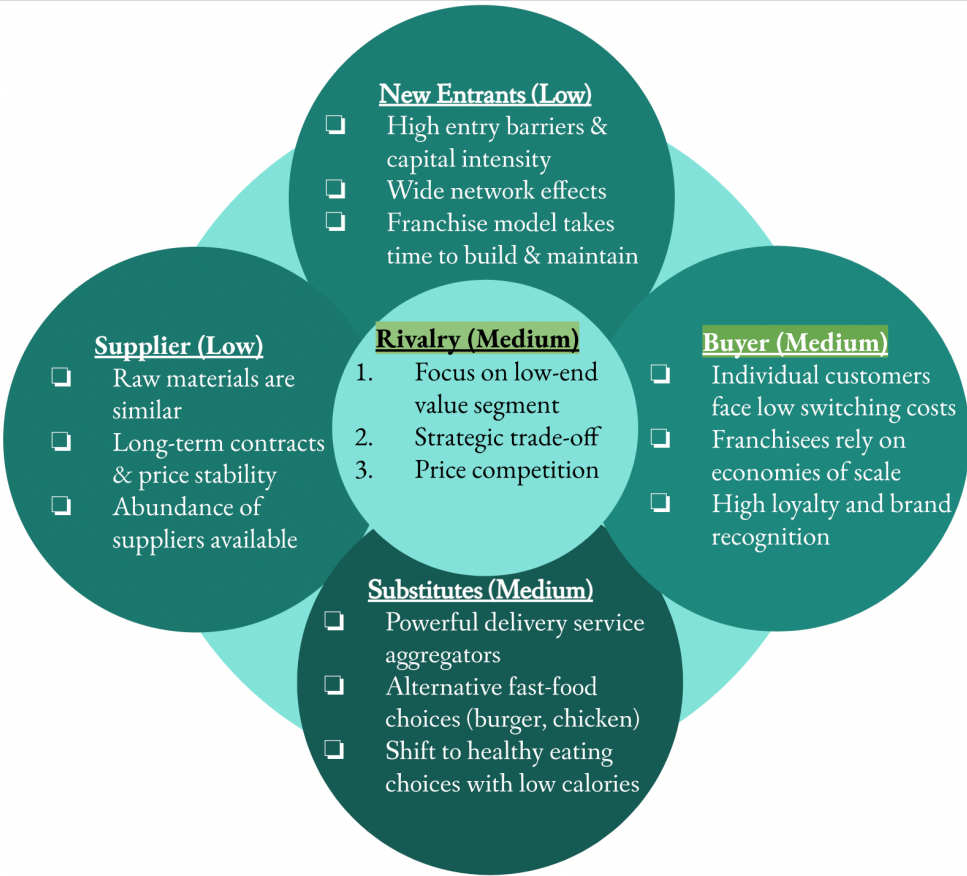 New Entrants (Low)
❏ High entry barriers &
capital intensity
❏ Wide network effects
❏ Franchise model takes
time to build & maintain
Supplier (Low)
❏ Raw materials are
similar
❏ Long-term contracts
& price stability
❏ Abundance of
suppliers available
Rivalry (Medium)
1. Focus on low-end
value segment
2. Strategic trade-off
3. Price competition
Buyer (Medium)
❏ Individual customers
face low switching costs
❏ Franchisees rely on
economies of scale
❏ High loyalty and brand
recognition
Substitutes (Medium)
❏ Powerful delivery service
aggregators
❏ Alternative fast-food
choices (burger, chicken)
❏ Shift to healthy eating
choices with low calories